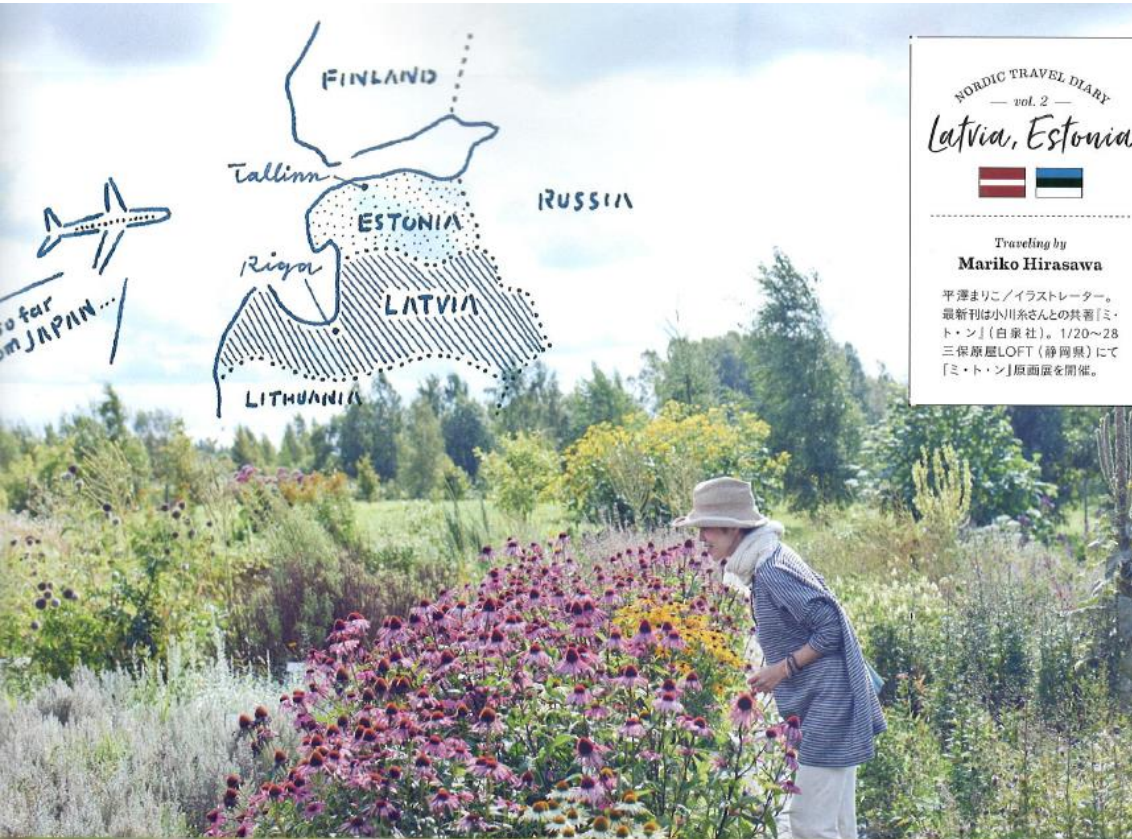 FINLAND
Tallinn
ESTONIA
RUSSIA
Riga
LATVIA
LITHUANIA
so far
JAPAN...
NORDIC TRAVEL DIARY
vol. 2
Latvia, Estonia
Traveling by
Mariko Hirasawa
平澤まりこ／イラストレーター。
最新刊は小川糸さんとの共著『ミ・
ト・ン』（白泉社）。1/20〜28
三保原屋LOFT（静岡県）にて
『ミ・ト・ン』原画展を開催。